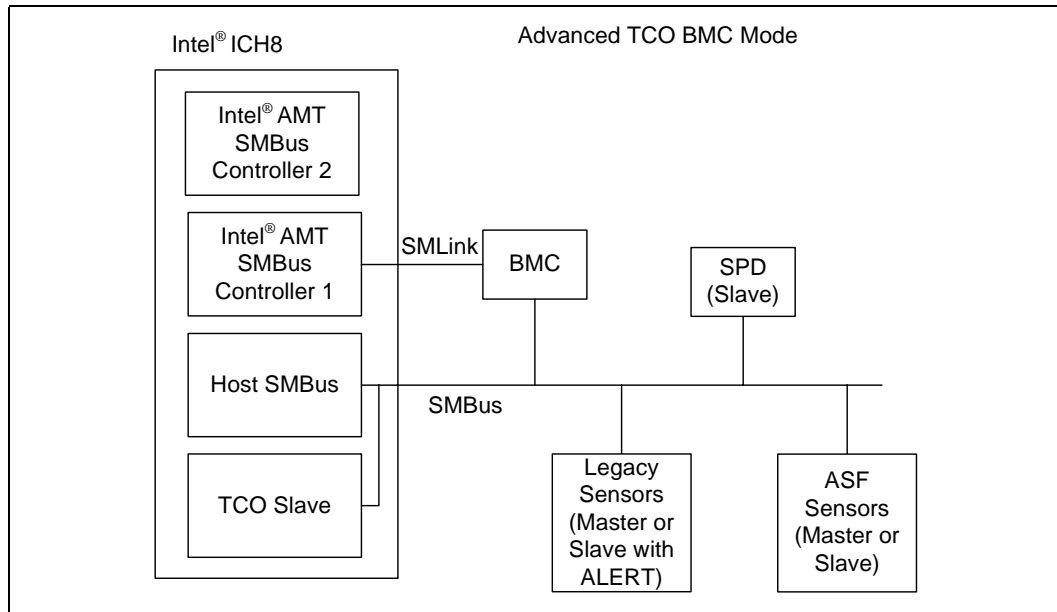 Advanced TCO BMC Mode
Intel® ICH8
Intel® AMT
SMBus
Controller 2
Intel® AMT
SMBus
Controller 1
SMLink
BMC
SPD
(Slave)
Host SMBus
SMBus
TCO Slave
Legacy
Sensors
(Master or
Slave with
ALERT)
ASF
Sensors
(Master or
Slave)